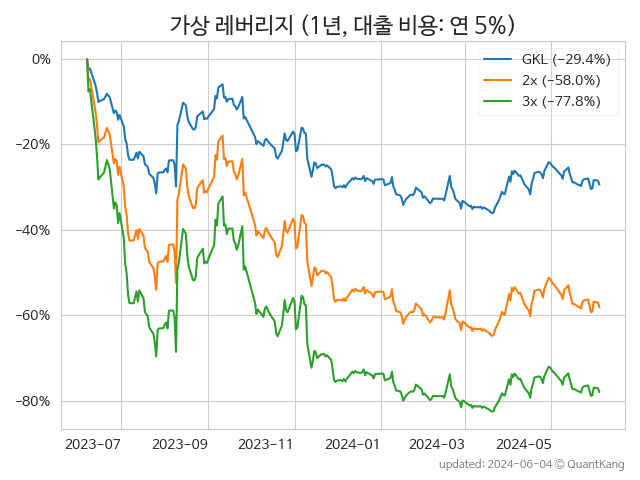 가상 레버리지 (1년, 대출 비용: 연 5%)
GKL (−29.4%)
2x (−58.0%)
3x (−77.8%)
0%
−20%
−40%
−60%
−80%
2023-07 2023-09 2023-11 2024-01 2024-03 2024-05
updated: 2024-06-04 © QuantKang